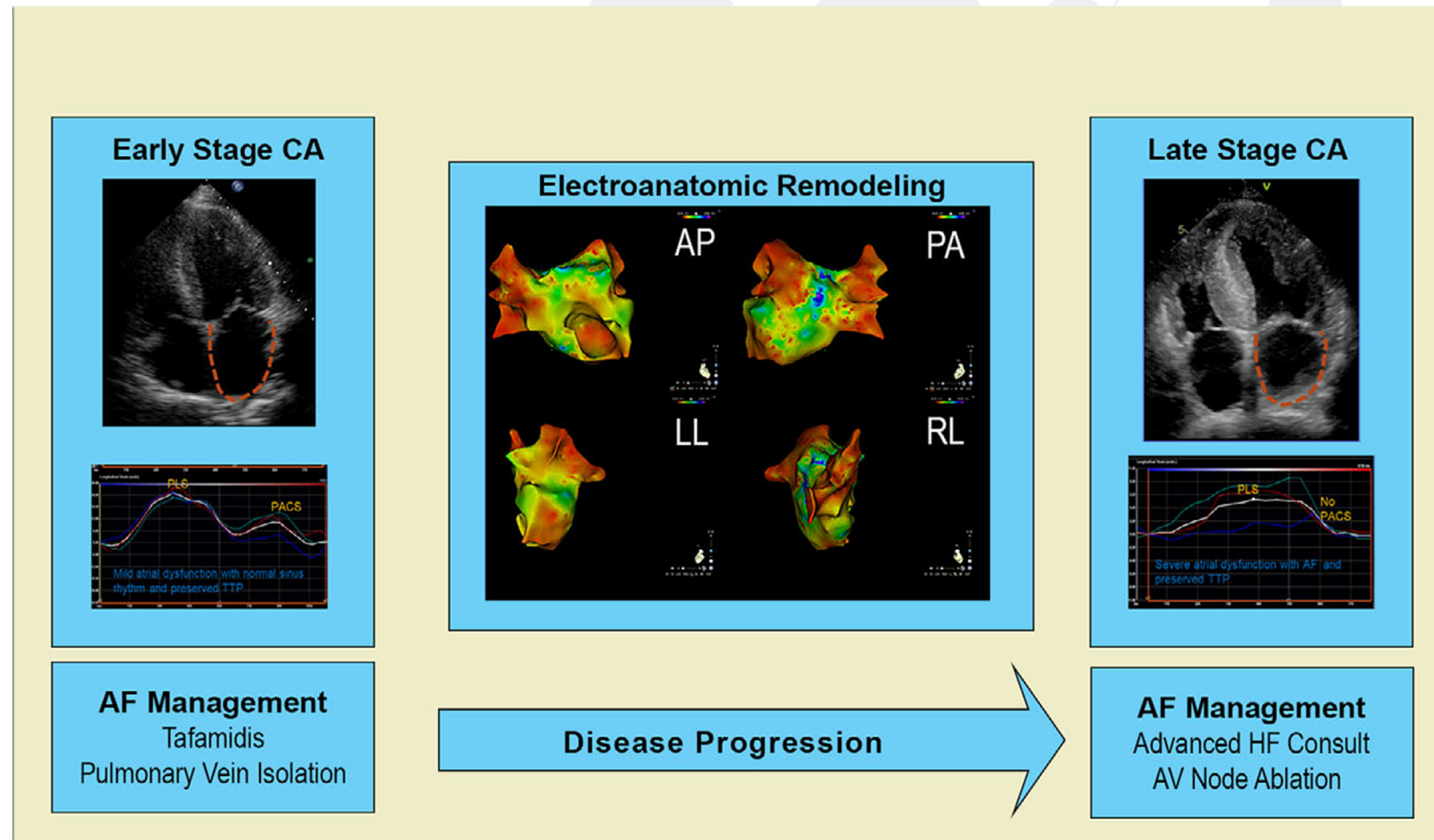 Early Stage CA
PLS
PACS
Mild atrial dysfunction with normal sinus
rhythm and preserved TTP
AF Management
Tafamidis
Pulmonary Vein Isolation
Electroanatomic Remodeling
AP
PA
LL
RL
Disease Progression
Late Stage CA
V
5
PLS
No
PACS
Severe atrial dysfunction with AF and
preserved TTP
AF Management
Advanced HF Consult
AV Node Ablation